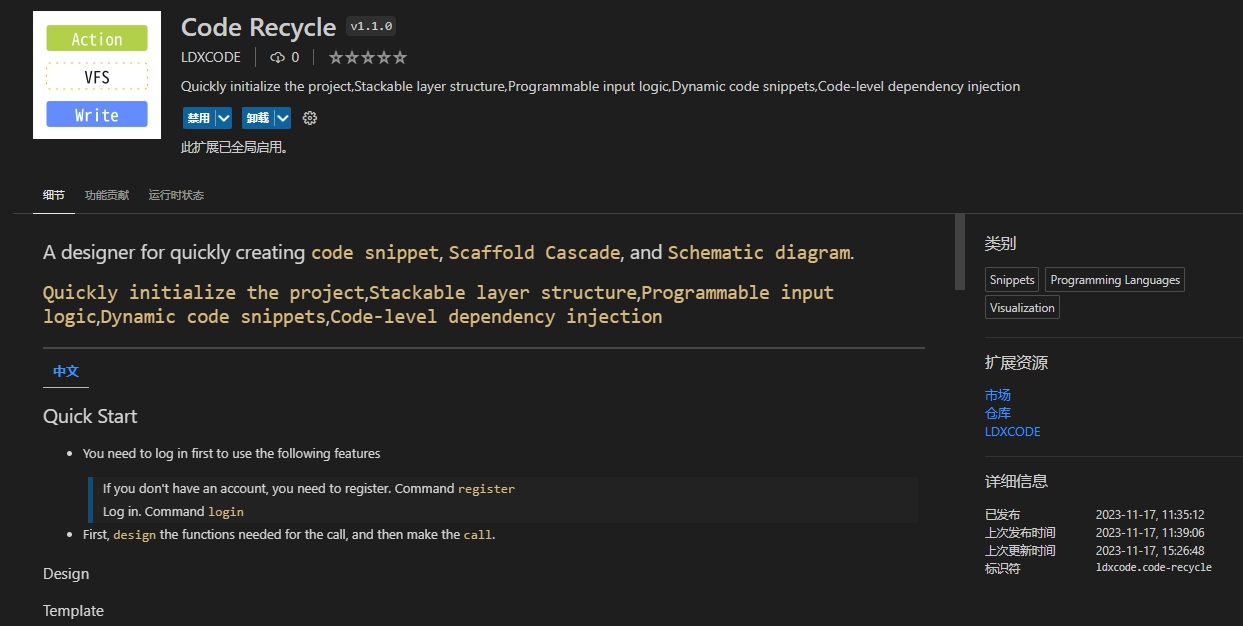 Action
VFS
Write
Code Recycle v1.1.0
LDXCODE 0
Quickly initialize the project,Stackable layer structure,Programmable input logic,Dynamic code snippets,Code-level dependency injection
禁用 卸载
此扩展已全局启用。
细节 功能贡献 运行时状态
A designer for quickly creating code snippet, Scaffold Cascade, and Schematic diagram.
Quickly initialize the project,Stackable layer structure,Programmable input
logic,Dynamic code snippets,Code-level dependency injection
中文
Quick Start
You need to log in first to use the following features
If you don't have an account, you need to register. Command register
Log in. Command login
First, design the functions needed for the call, and then make the call.
Design
Template
类别
Snippets Programming Languages
Visualization
扩展资源
市场
仓库
LDXCODE
详细信息
已发布 2023-11-17, 11:35:12
上次发布时间 2023-11-17, 11:39:06
上次更新时间 2023-11-17, 15:26:48
标识符 ldxcode.code-recycle